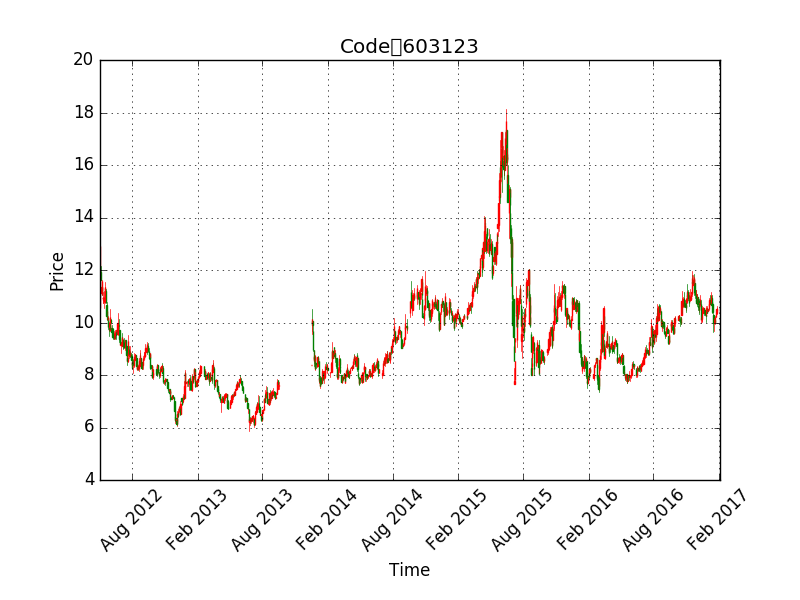 Code▯603123
20
18
16
14
12
10
8
6
4
Price
Aug 2012
Feb 2013
Aug 2013
Feb 2014
Aug 2014
Feb 2015
Aug 2015
Feb 2016
Aug 2016
Feb 2017
Time